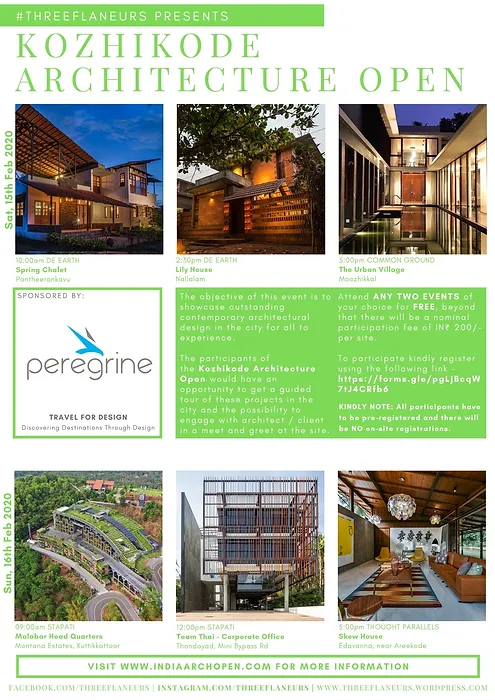 #THREEFLANEURS PRESENTS
KOZHIKODE
ARCHITECTURE OPEN
Sat, 15th Feb 2020
10:00am DE EARTH
Spring Chalet
Pantheerankavu
2:30pm DE EARTH
Lily House
Nallalam
5:00pm COMMON GROUND
The Urban Village
Moozhikkal
SPONSORED BY:
peregrine
TRAVEL FOR DESIGN
Discovering Destinations Through Design
The objective of this event is to
showcase outstanding
contemporary architectural
design in the city for all to
experience.
The participants of
the Kozhikode Architecture
Open would have an
opportunity to get a guided
tour of these projects in the
city and the possibility to
engage with architect / client
in a meet and greet at the site.
Attend ANY TWO EVENTS of
your choice for FREE, beyond
that there will be a nominal
participation fee of INR 200/-
per site.
To participate kindly register
using the following link -
https://forms.gle/pgLjBcqW
7tJ4CRfb6
KINDLY NOTE: All participants have
to be pre-registered and there will
be NO on-site registrations.
Sun, 16th Feb 2020
09:00am STAPATI
Malabar Head Quarters
Montana Estates, Kuttikkattoor
12:00pm STAPATI
Team Thai - Corporate Office
Thondayad, Mini Bypass Rd
3:00pm THOUGHT PARALLELS
Skew House
Edavanna, near Areekode
VISIT WWW.INDIAARCHOPEN.COM FOR MORE INFORMATION
FACEBOOK.COM/THREEFLANEURS | INSTAGRAM.COM/THREEFLANEURS | WWW.THREEFLANEURS.WORDPRESS.COM